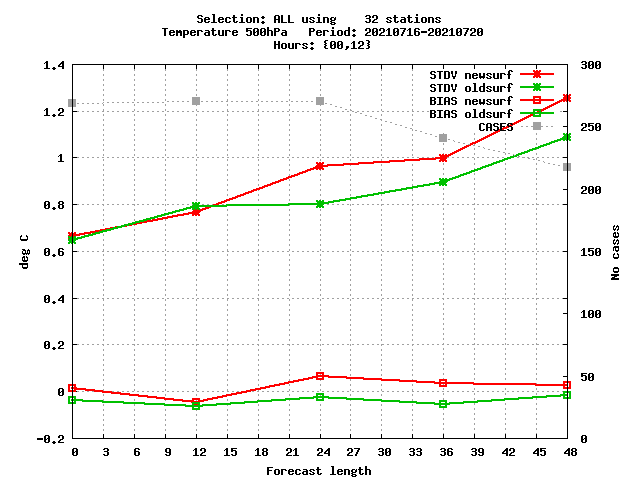 Selection: ALL using    32 stations
Temperature 500hPa   Period: 20210716-20210720
Hours: {00,12}
STDV newsurf
STDV oldsurf
BIAS newsurf
BIAS oldsurf
CASES
1.4
1.2
1
0.8
0.6
0.4
0.2
0
-0.2
deg C
300
250
200
150
100
50
0
No cases
0 3 6 9 12 15 18 21 24 27 30 33 36 39 42 45 48
Forecast length